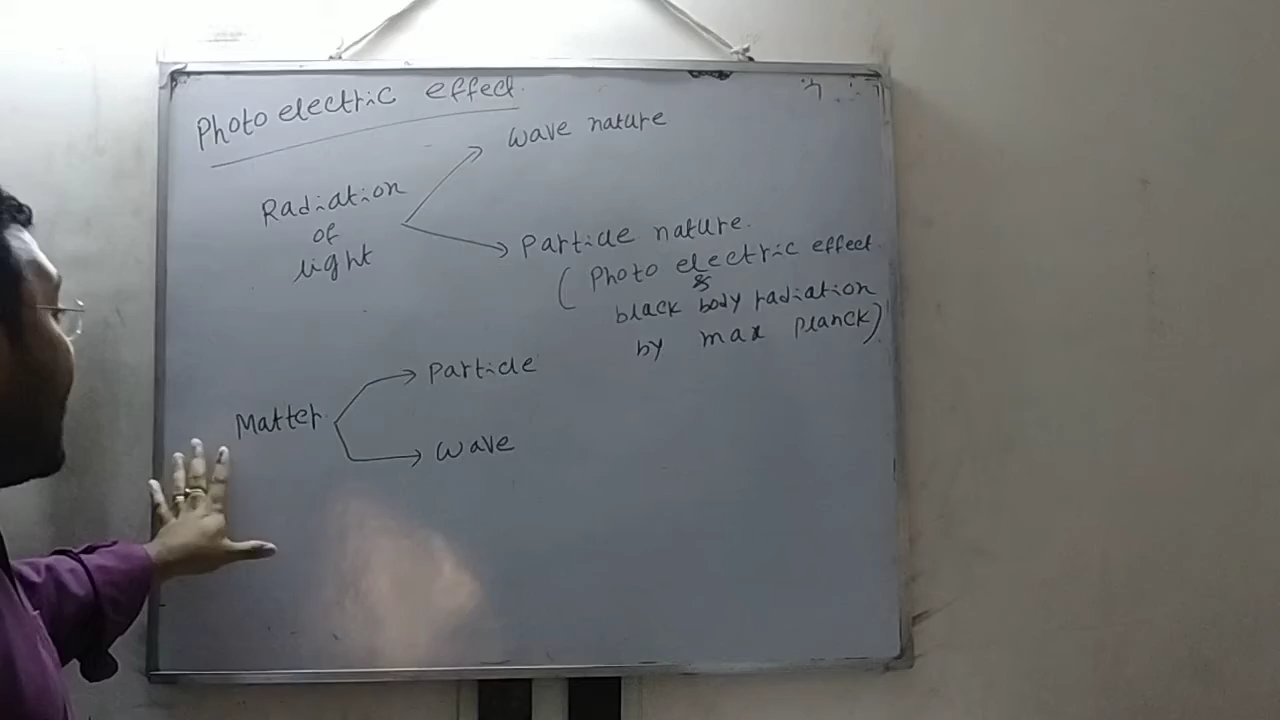 Photo electric effect.
wave nature
Radiation
of
light
Particle nature.
( Photo electric effect.
&
black body radiation
by max planck)
Particle
Matter
wave